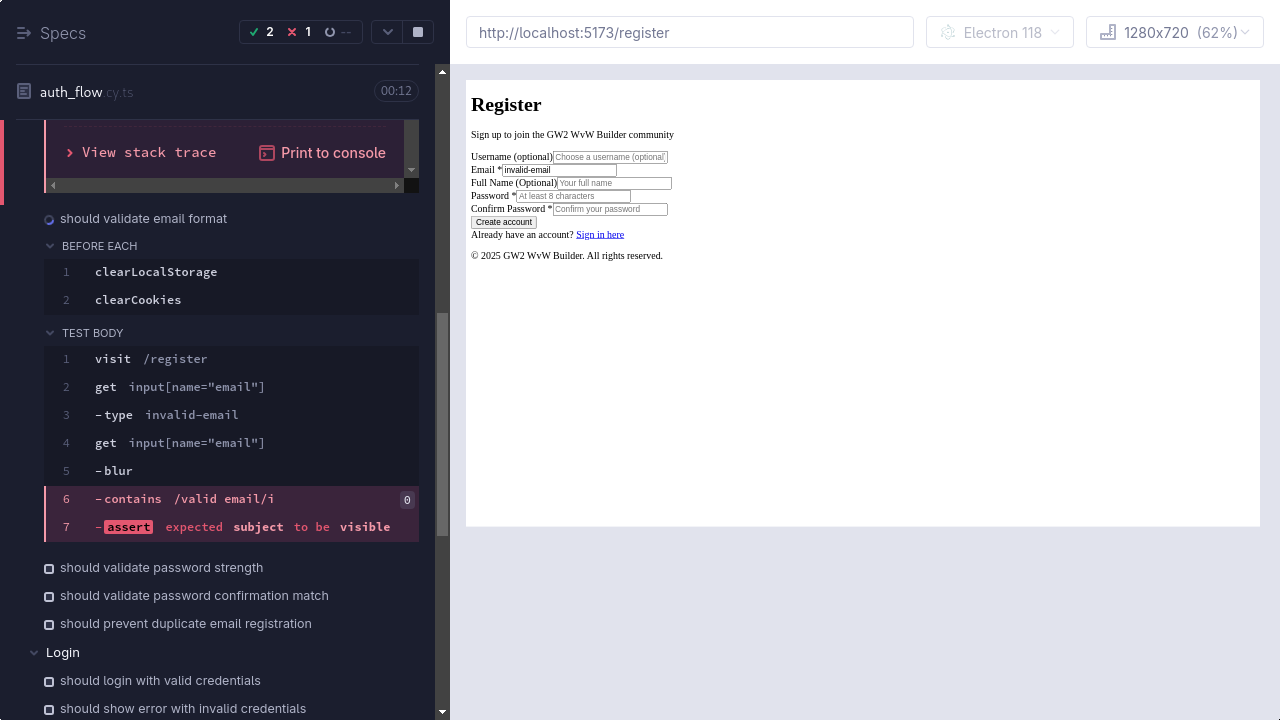 Specs
2
1
--
auth_flow.cy.ts
00:12
View stack trace
Print to console
should validate email format
BEFORE EACH
1 clearLocalStorage
2 clearCookies
TEST BODY
1 visit /register
2 get input[name="email"]
3 -type invalid-email
4 get input[name="email"]
5 -blur
6 -contains /valid email/i 0
7 -assert expected subject to be visible
should validate password strength
should validate password confirmation match
should prevent duplicate email registration
Login
should login with valid credentials
should show error with invalid credentials
http://localhost:5173/register
Electron 118
1280x720 (62%)
Register
Sign up to join the GW2 WvW Builder community
Username (optional) Choose a username (optional)
Email * invalid-email
Full Name (Optional) Your full name
Password * At least 8 characters
Confirm Password * Confirm your password
Create account
Already have an account? Sign in here
© 2025 GW2 WvW Builder. All rights reserved.